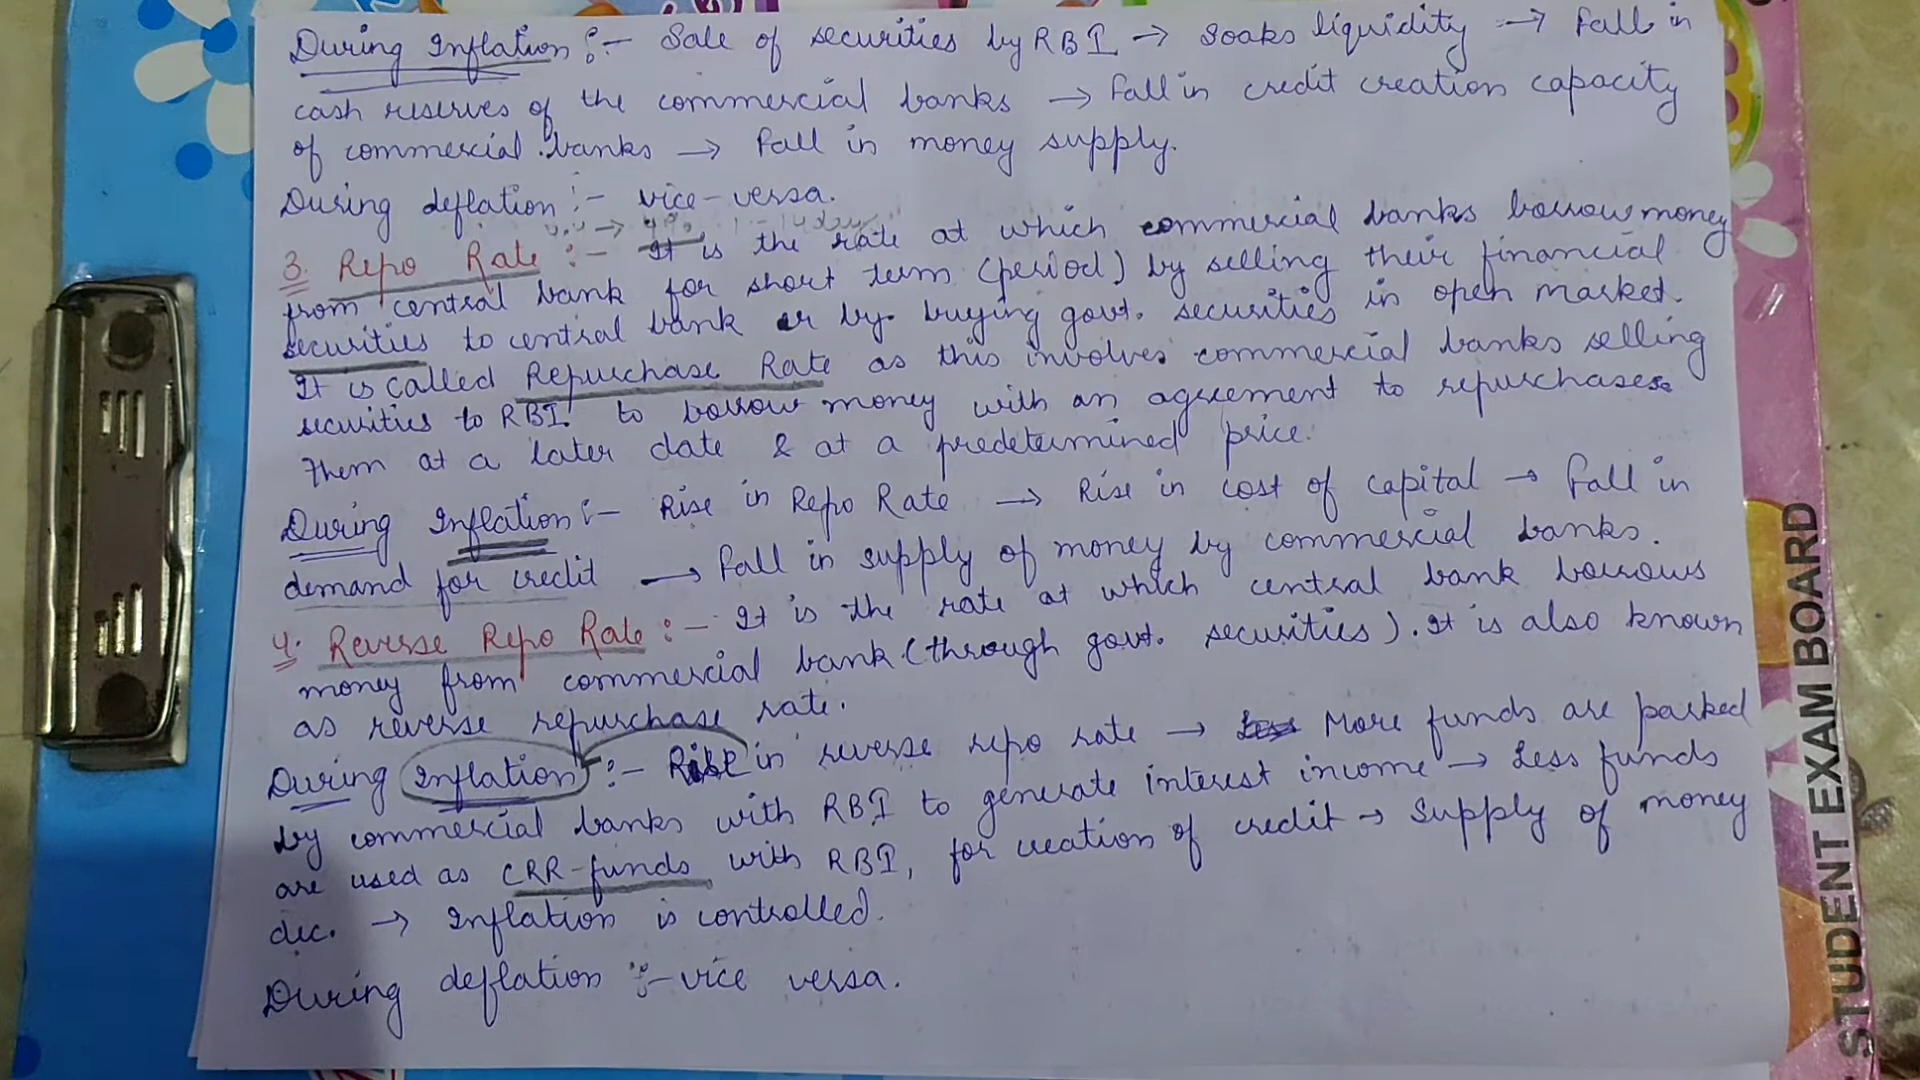 During Inflation :- Sale of securities by RBI → Soaks liquidity → Fall in
cash reserves of the commercial banks → Fall in credit creation capacity
of commercial banks → Fall in money supply.
During deflation :- vice-versa.
3. Repo Rate :- It is the rate at which commercial banks borrow money
from central bank for short term (period) by selling their financial
securities to central bank or by buying govt. securities in open market.
It is called Repurchase Rate as this involves commercial banks selling
securities to RBI to borrow money with an agreement to repurchase
them at a later date & at a predetermined price.
During Inflation :- Rise in Repo Rate → Rise in cost of capital → Fall in
demand for credit → Fall in supply of money by commercial banks.
4. Reverse Repo Rate :- It is the rate at which central bank borrows
money from commercial bank (through govt. securities). It is also known
as reverse repurchase rate.
During Inflation :- Rise in reverse repo rate → More funds are parked
by commercial banks with RBI to generate interest income → Less funds
are used as CRR-funds with RBI, for creation of credit → Supply of money
dec. → Inflation is controlled.
During deflation :- vice versa.
STUDENT EXAM BOARD